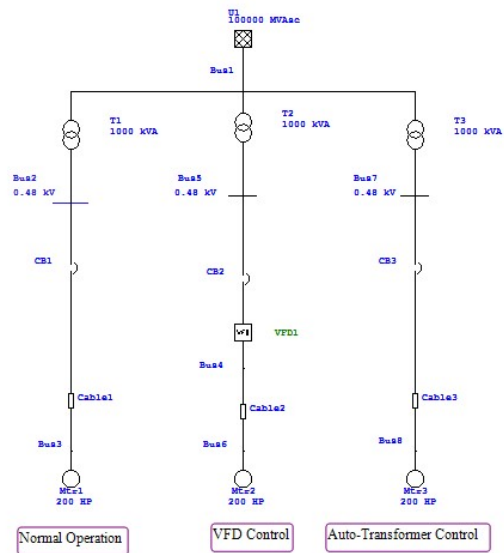 U1
100000 MVAsc
Bus1
T1
1000 kVA
T2
1000 kVA
T3
1000 kVA
Bus2
0.48 kV
Bus5
0.48 kV
Bus7
0.48 kV
CB1
CB2
CB3
VFD
VFD1
Bus4
Cable1
Cable2
Cable3
Bus3
Bus6
Bus8
Mtr1
200 HP
Mtr2
200 HP
Mtr3
200 HP
Normal Operation
VFD Control
Auto-Transformer Control